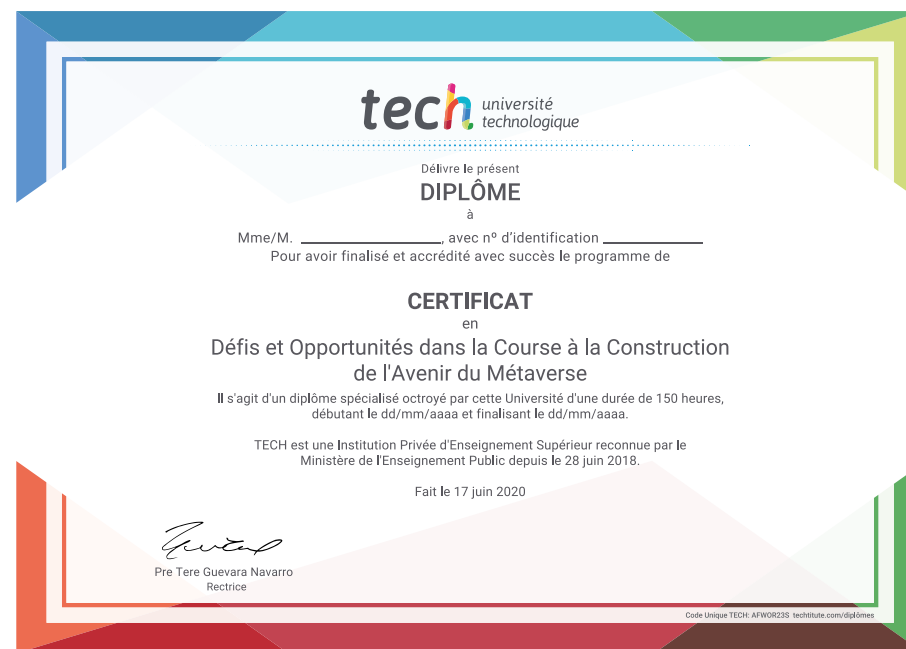 tech université
technologique
Délivre le présent
DIPLÔME
à
Mme/M. ____________________, avec nº d'identification ______________
Pour avoir finalisé et accrédité avec succès le programme de
CERTIFICAT
en
Défis et Opportunités dans la Course à la Construction
de l'Avenir du Métaverse
Il s'agit d'un diplôme spécialisé octroyé par cette Université d'une durée de 150 heures,
débutant le dd/mm/aaaa et finalisant le dd/mm/aaaa.
TECH est une Institution Privée d'Enseignement Supérieur reconnue par le
Ministère de l'Enseignement Public depuis le 28 juin 2018.
Fait le 17 juin 2020
Pre Tere Guevara Navarro
Rectrice
Code Unique TECH: AFWOR23S techtitute.com/diplômes